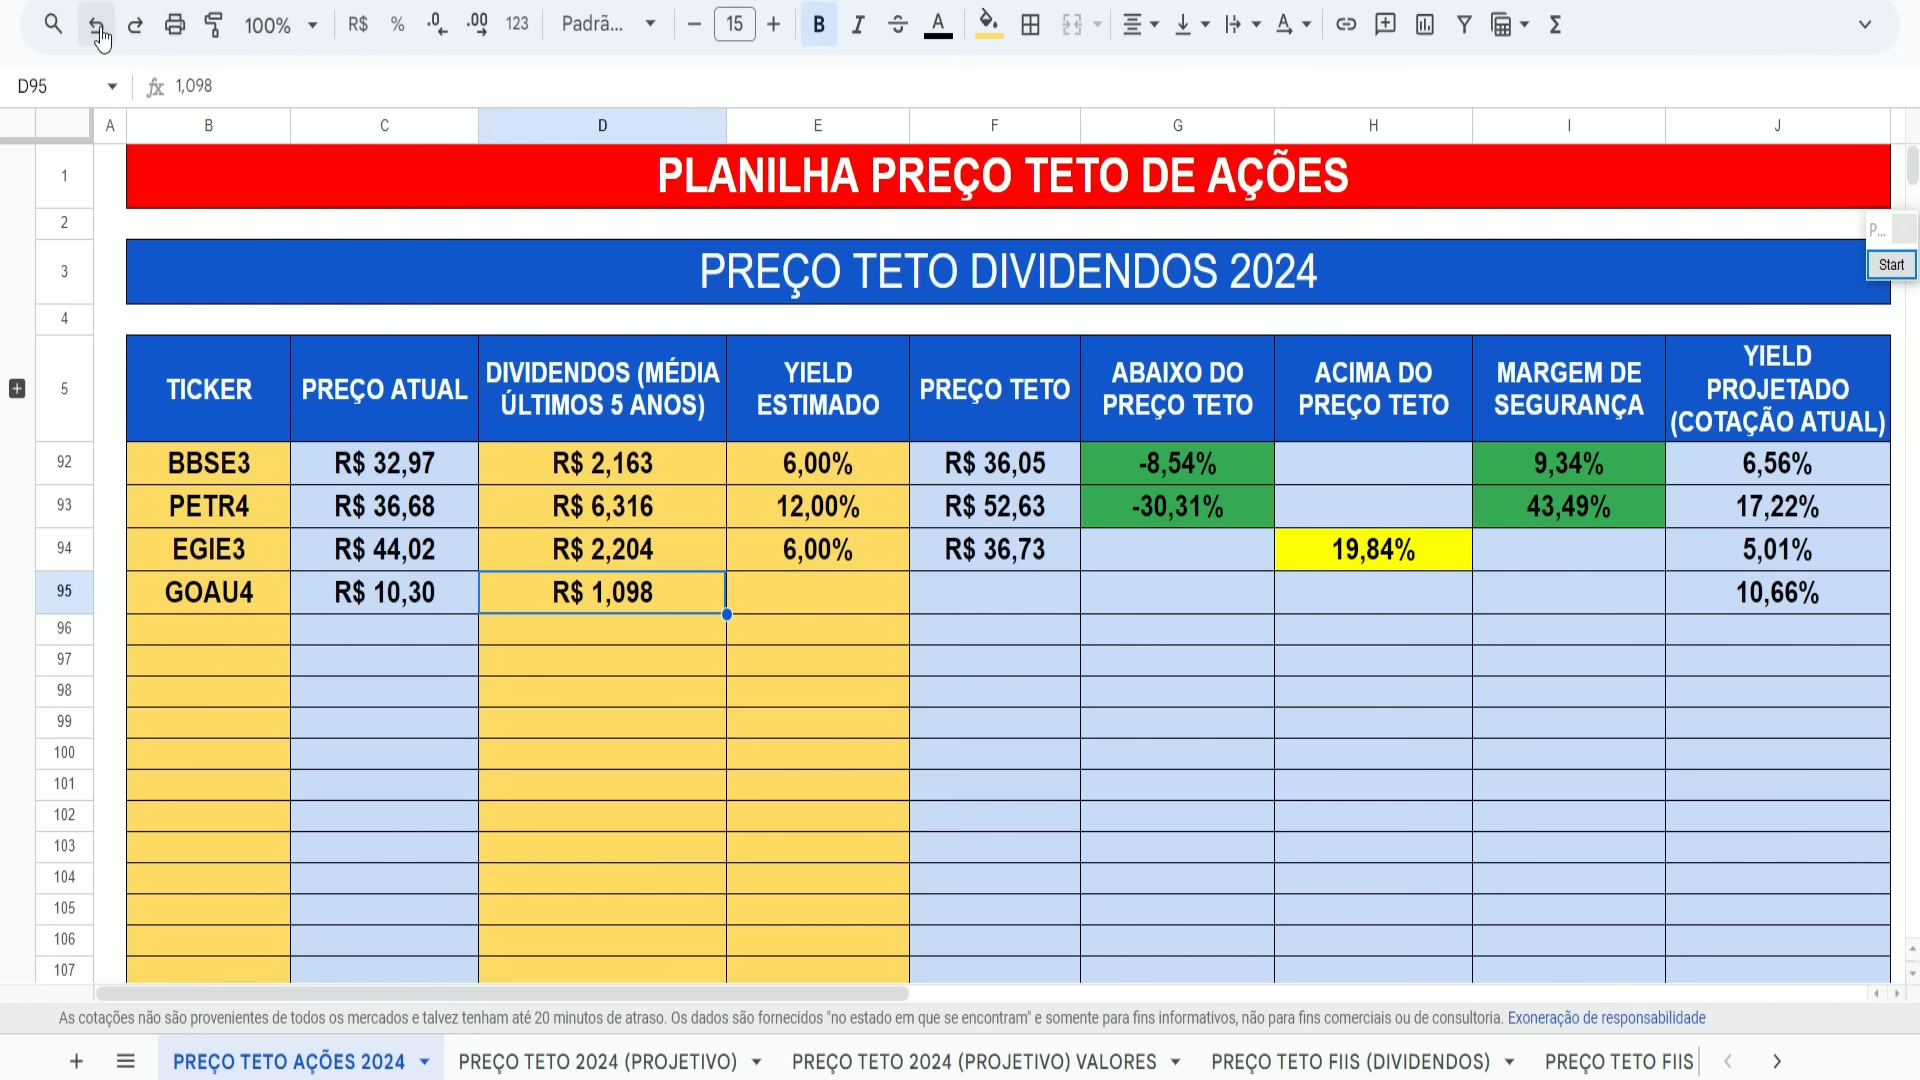 100% R$ % .0 .00 123 Padrã... 15 B I S A A Σ
D95 fx 1,098
A B C D E F G H I J
1 PLANILHA PREÇO TETO DE AÇÕES
2
P...
3 PREÇO TETO DIVIDENDOS 2024
Start
4
5 TICKER PREÇO ATUAL DIVIDENDOS (MÉDIA ÚLTIMOS 5 ANOS) YIELD ESTIMADO PREÇO TETO ABAIXO DO PREÇO TETO ACIMA DO PREÇO TETO MARGEM DE SEGURANÇA YIELD PROJETADO (COTAÇÃO ATUAL)
92 BBSE3 R$ 32,97 R$ 2,163 6,00% R$ 36,05 -8,54% 9,34% 6,56%
93 PETR4 R$ 36,68 R$ 6,316 12,00% R$ 52,63 -30,31% 43,49% 17,22%
94 EGIE3 R$ 44,02 R$ 2,204 6,00% R$ 36,73 19,84% 5,01%
95 GOAU4 R$ 10,30 R$ 1,098 10,66%
96
97
98
99
100
101
102
103
104
105
106
107
As cotações não são provenientes de todos os mercados e talvez tenham até 20 minutos de atraso. Os dados são fornecidos "no estado em que se encontram" e somente para fins informativos, não para fins comerciais ou de consultoria. Exoneração de responsabilidade
PREÇO TETO AÇÕES 2024 PREÇO TETO 2024 (PROJETIVO) PREÇO TETO 2024 (PROJETIVO) VALORES PREÇO TETO FIIS (DIVIDENDOS) PREÇO TETO FIIS